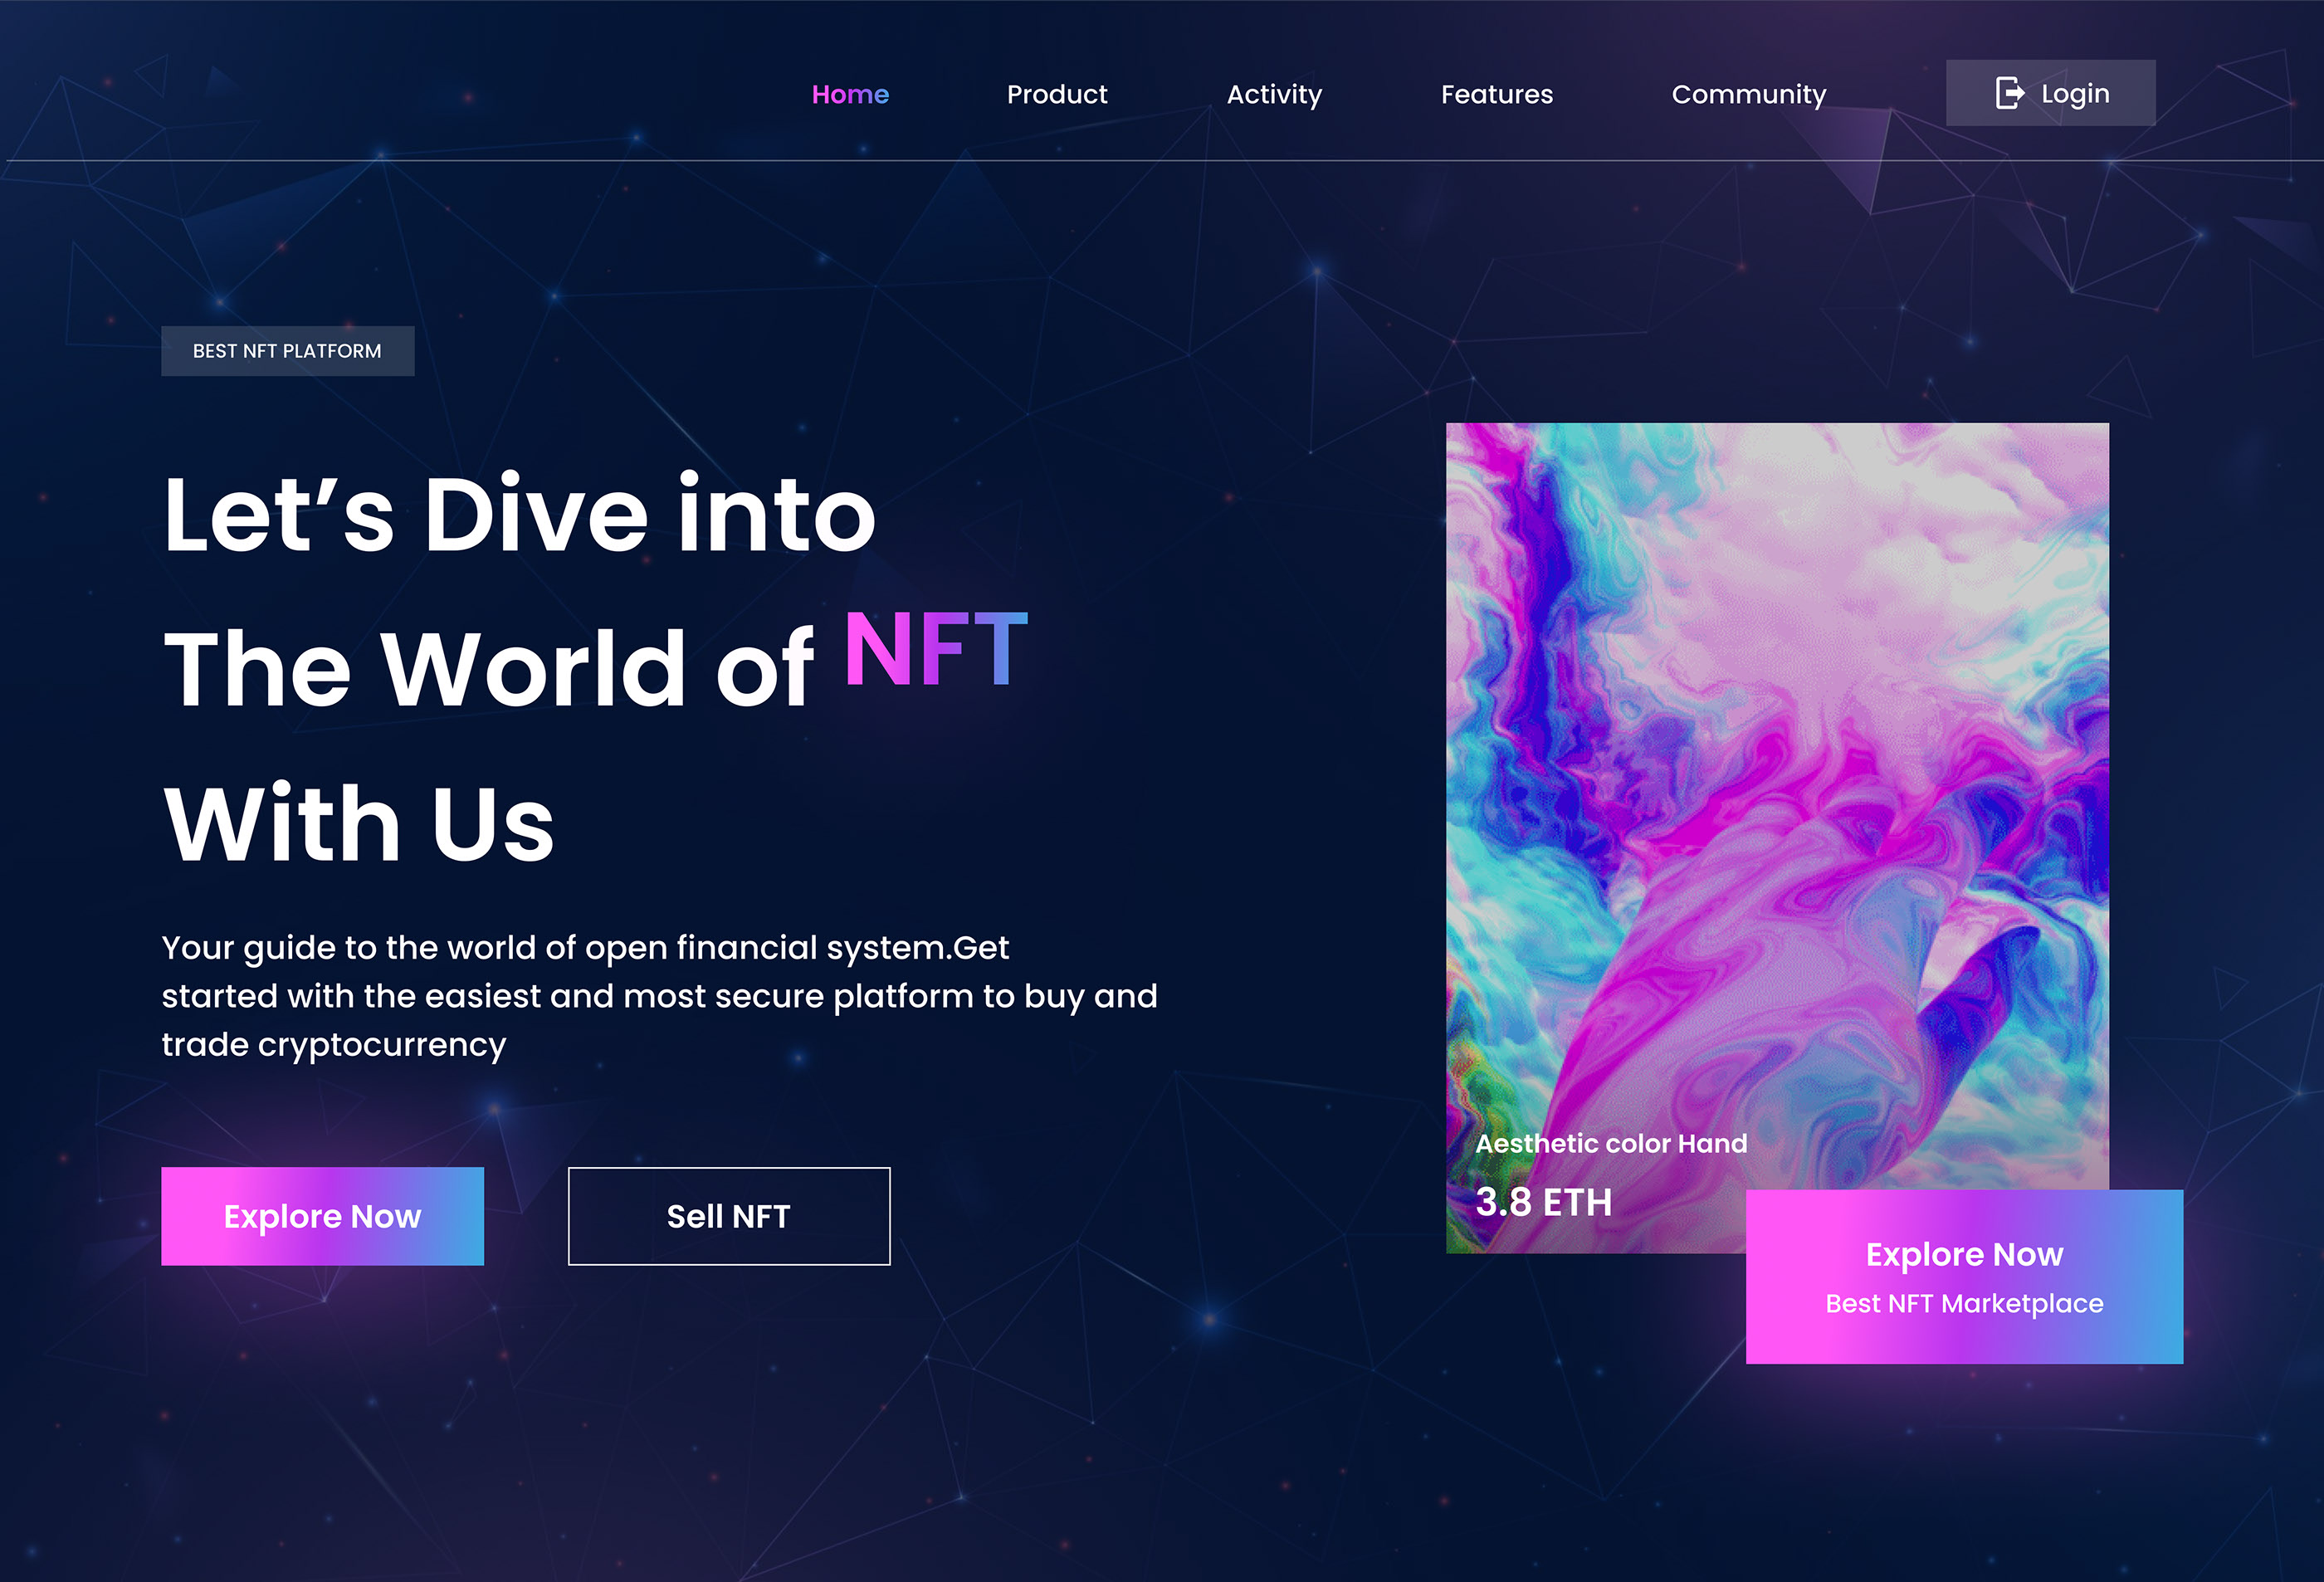 Home
Product
Activity
Features
Community
Login
BEST NFT PLATFORM
Let’s Dive into
The World of NFT
With Us
Your guide to the world of open financial system.Get
started with the easiest and most secure platform to buy and
trade cryptocurrency
Explore Now
Sell NFT
Aesthetic color Hand
3.8 ETH
Explore Now
Best NFT Marketplace